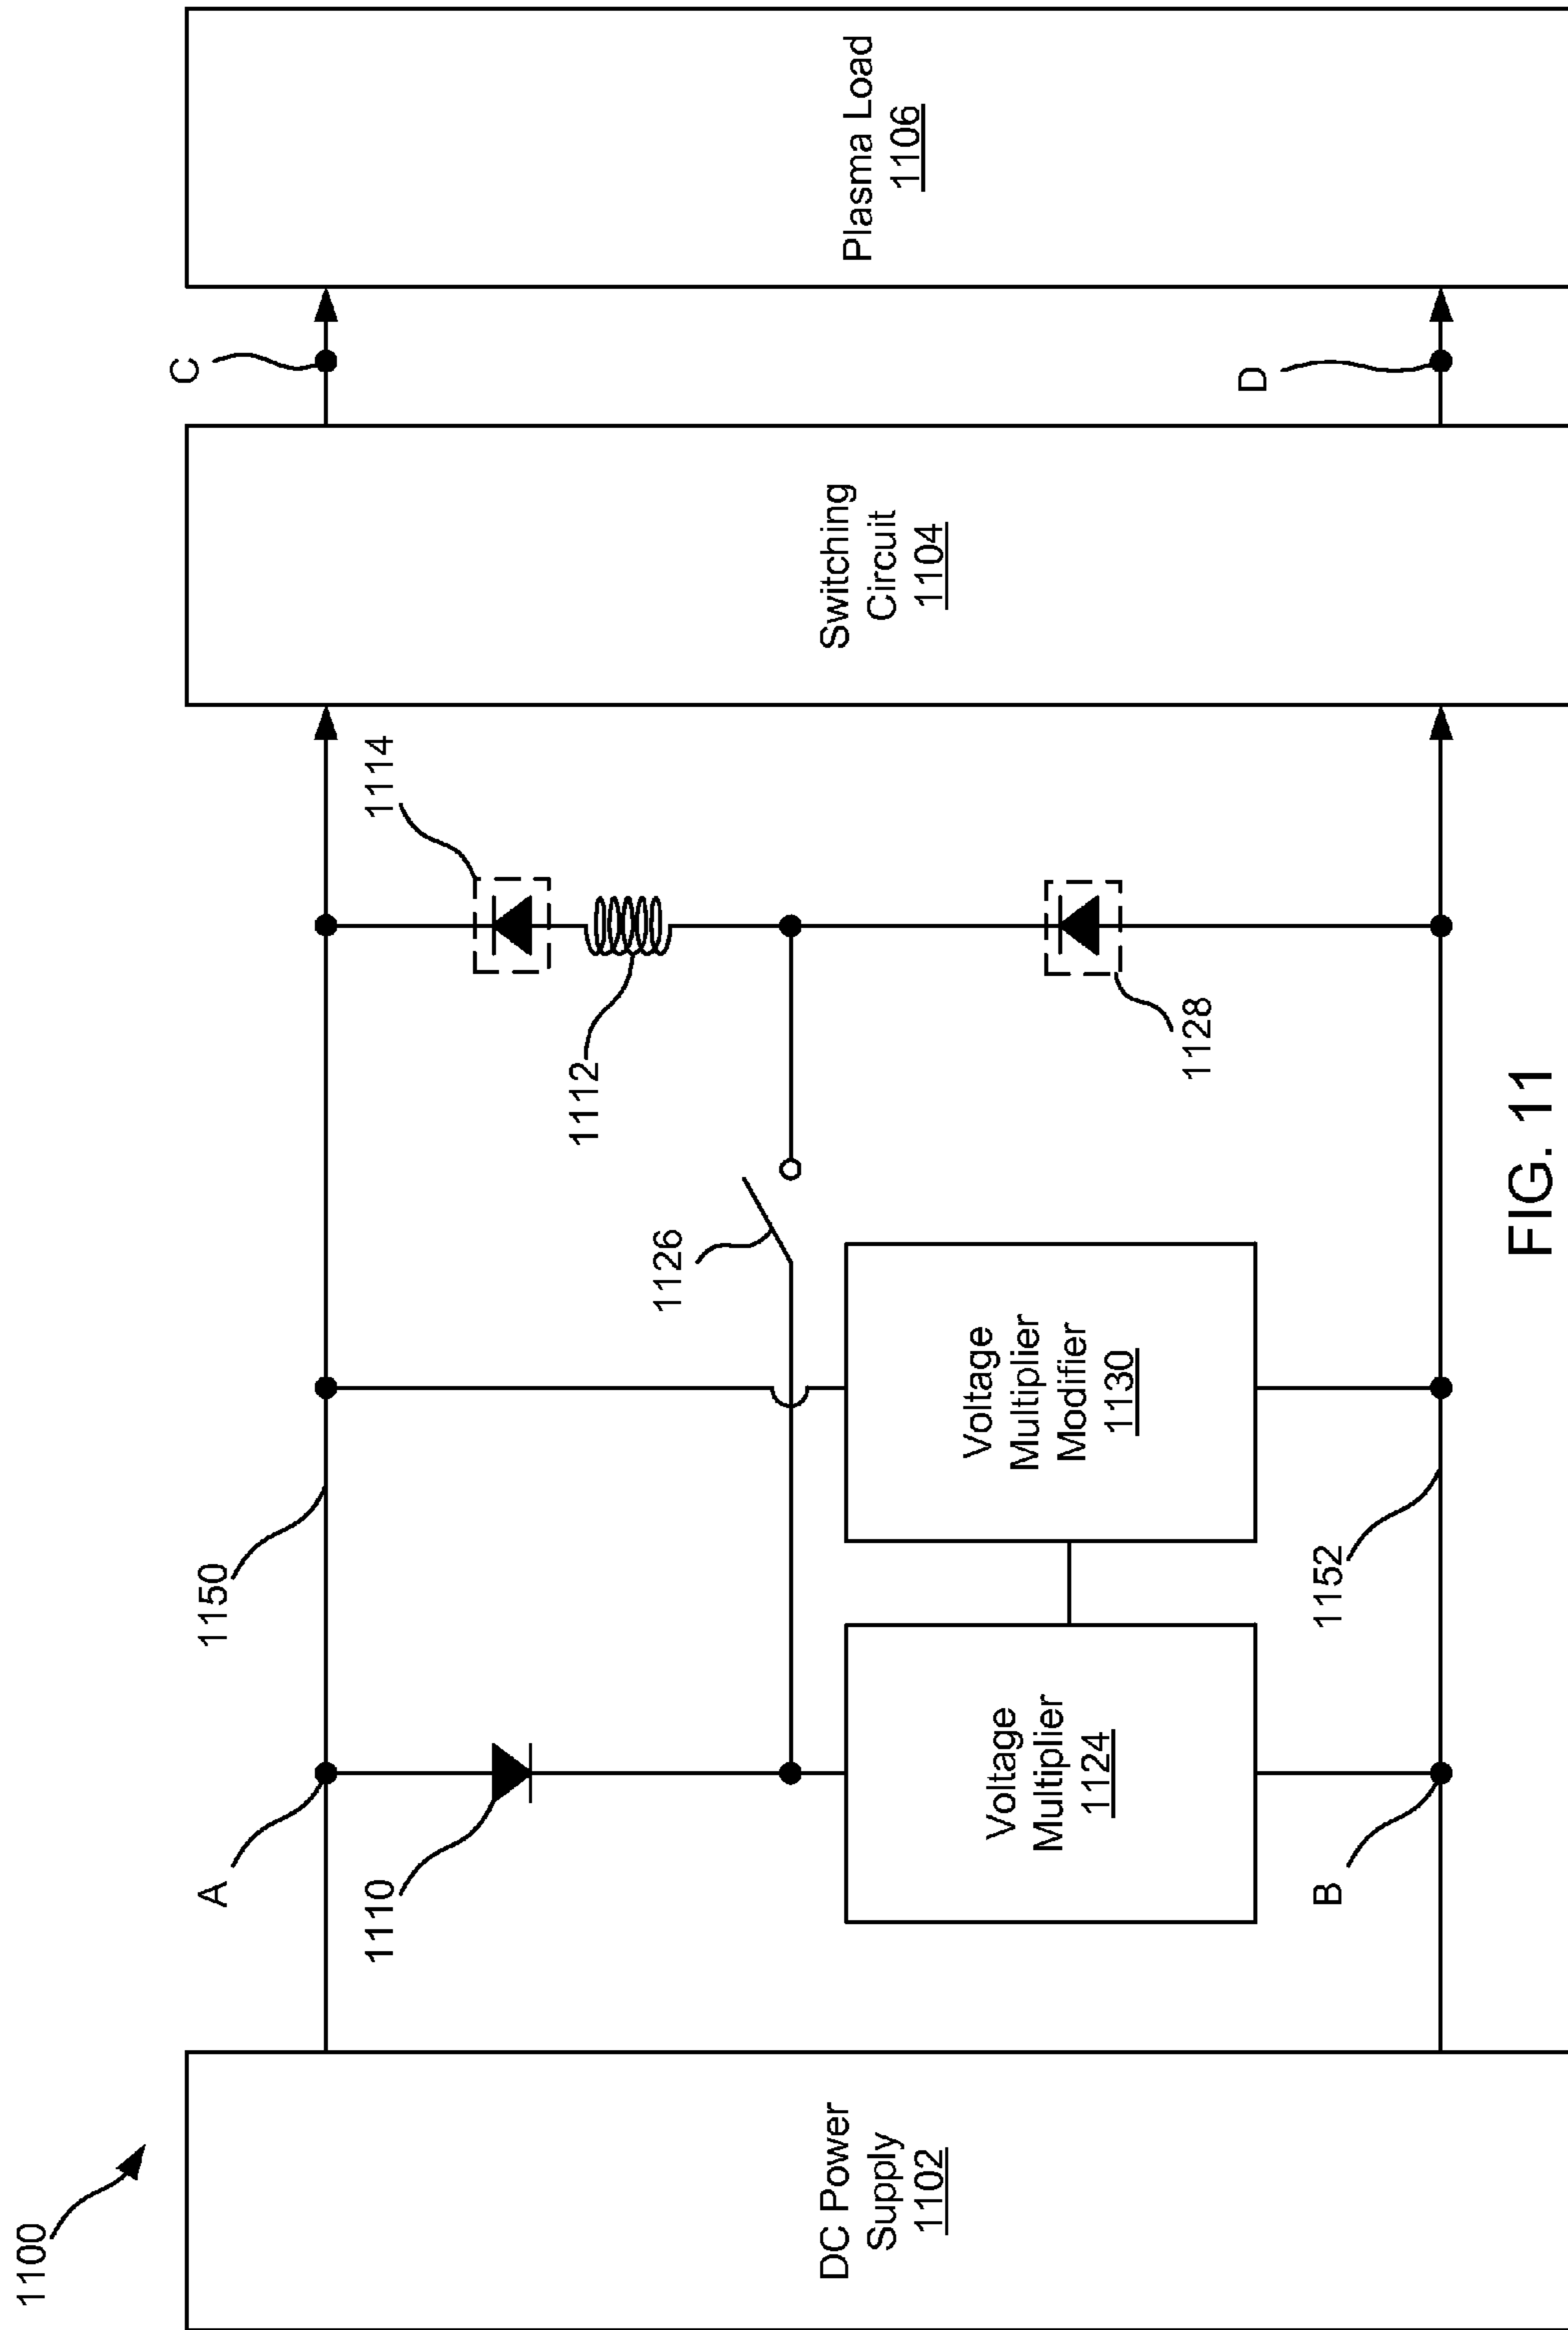 1100
A
1150
C
1110
1114
1112
1126
DC Power
Supply
1102
Voltage
Multiplier
1124
Voltage
Multiplier
Modifier
1130
Switching
Circuit
1104
Plasma Load
1106
1128
B
1152
D
FIG. 11